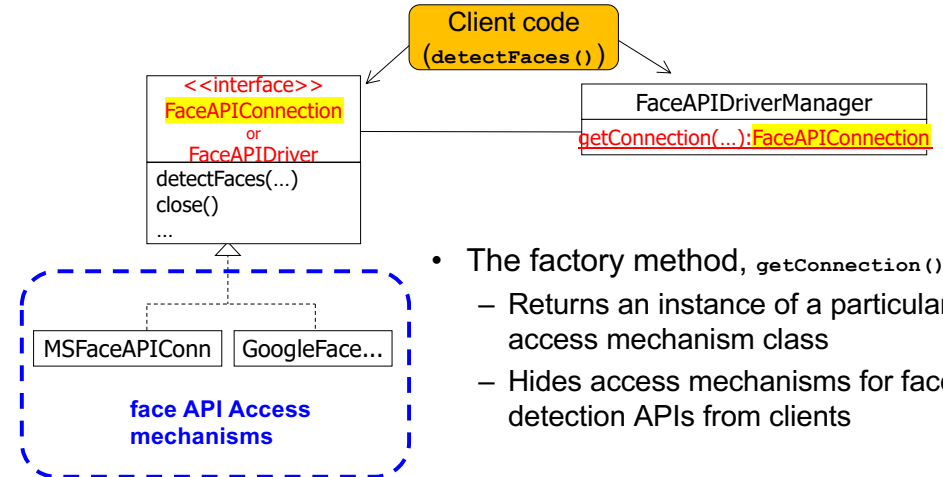 Client code
(detectFaces())
<<interface>>
FaceAPIConnection
or
FaceAPIDriver
detectFaces(…)
close()
…
FaceAPIDriverManager
getConnection(…):FaceAPIConnection
MSFaceAPIConn
GoogleFace...
face API Access
mechanisms
• The factory method, getConnection()
– Returns an instance of a particular
access mechanism class
– Hides access mechanisms for face
detection APIs from clients